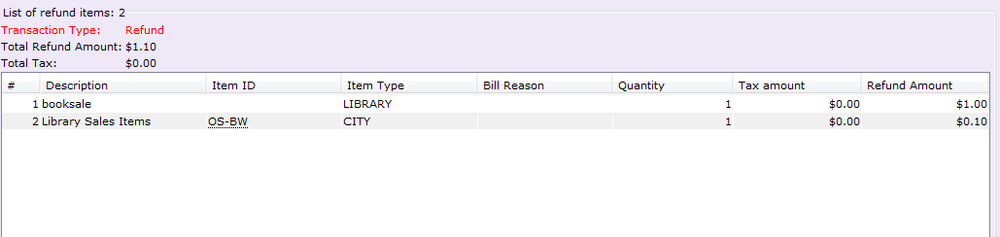 List of refund items: 2
Transaction Type: Refund
Total Refund Amount: $1.10
Total Tax: $0.00
# Description Item ID Item Type Bill Reason Quantity Tax amount Refund Amount
1 booksale LIBRARY 1 $0.00 $1.00
2 Library Sales Items OS-BW CITY 1 $0.00 $0.10